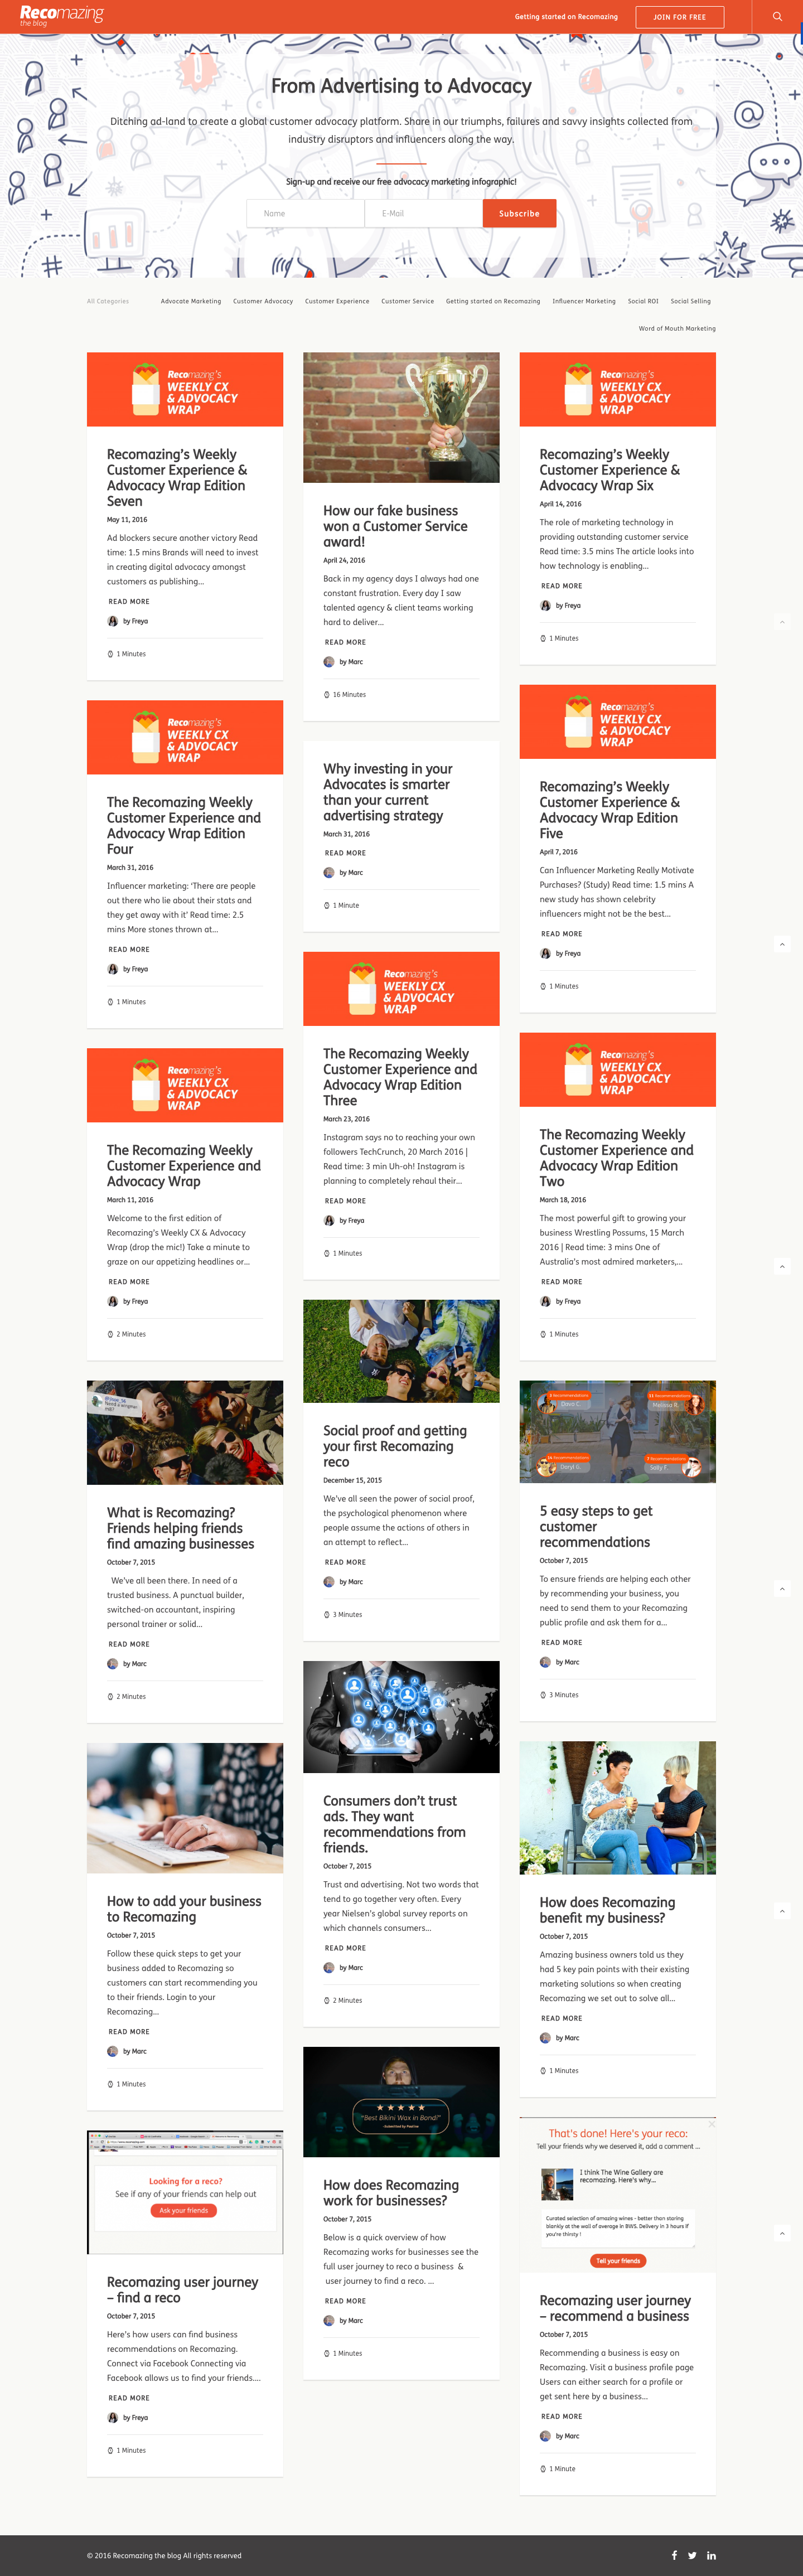 Recomazing
the blog
Getting started on Recomazing
JOIN FOR FREE
From Advertising to Advocacy
Ditching ad-land to create a global customer advocacy platform. Share in our triumphs, failures and savvy insights collected from
industry disruptors and influencers along the way.
Sign-up and receive our free advocacy marketing infographic!
Name
E-Mail
Subscribe
All Categories
Advocate Marketing
Customer Advocacy
Customer Experience
Customer Service
Getting started on Recomazing
Influencer Marketing
Social ROI
Social Selling
Word of Mouth Marketing
Recomazing's
WEEKLY CX
& ADVOCACY
WRAP
Recomazing's Weekly
Customer Experience &
Advocacy Wrap Edition
Seven
May 11, 2016
Ad blockers secure another victory Read
time: 1.5 mins Brands will need to invest
in creating digital advocacy amongst
customers as publishing...
READ MORE
by Freya
1 Minutes
Recomazing's
WEEKLY CX
& ADVOCACY
WRAP
The Recomazing Weekly
Customer Experience and
Advocacy Wrap Edition
Four
March 31, 2016
Influencer marketing: 'There are people
out there who lie about their stats and
they get away with it' Read time: 2.5
mins More stones thrown at...
READ MORE
by Freya
1 Minutes
Recomazing's
WEEKLY CX
& ADVOCACY
WRAP
The Recomazing Weekly
Customer Experience and
Advocacy Wrap
March 11, 2016
Welcome to the first edition of
Recomazing's Weekly CX & Advocacy
Wrap (drop the mic!) Take a minute to
graze on our appetizing headlines or...
READ MORE
by Freya
2 Minutes
What is Recomazing?
Friends helping friends
find amazing businesses
October 7, 2015
We've all been there. In need of a
trusted business. A punctual builder,
switched-on accountant, inspiring
personal trainer or solid...
READ MORE
by Marc
2 Minutes
How to add your business
to Recomazing
October 7, 2015
Follow these quick steps to get your
business added to Recomazing so
customers can start recommending you
to their friends. Login to your
Recomazing...
READ MORE
by Marc
1 Minutes
Looking for a reco?
See if any of your friends can help out
Ask your friends
Recomazing user journey
– find a reco
October 7, 2015
Here's how users can find business
recommendations on Recomazing.
Connect via Facebook Connecting via
Facebook allows us to find your friends....
READ MORE
by Freya
1 Minutes
How our fake business
won a Customer Service
award!
April 24, 2016
Back in my agency days I always had one
constant frustration. Every day I saw
talented agency & client teams working
hard to deliver...
READ MORE
by Marc
16 Minutes
Why investing in your
Advocates is smarter
than your current
advertising strategy
March 31, 2016
READ MORE
by Marc
1 Minute
Recomazing's
WEEKLY CX
& ADVOCACY
WRAP
The Recomazing Weekly
Customer Experience and
Advocacy Wrap Edition
Three
March 23, 2016
Instagram says no to reaching your own
followers TechCrunch, 20 March 2016 |
Read time: 3 min Uh-oh! Instagram is
planning to completely rehaul their...
READ MORE
by Freya
1 Minutes
Social proof and getting
your first Recomazing
reco
December 15, 2015
We've all seen the power of social proof,
the psychological phenomenon where
people assume the actions of others in
an attempt to reflect...
READ MORE
by Marc
3 Minutes
Consumers don't trust
ads. They want
recommendations from
friends.
October 7, 2015
Trust and advertising. Not two words that
tend to go together very often. Every
year Nielsen's global survey reports on
which channels consumers...
READ MORE
by Marc
2 Minutes
"Best Bikini Wax in Bondi"
How does Recomazing
work for businesses?
October 7, 2015
Below is a quick overview of how
Recomazing works for businesses see the
full user journey to reco a business &
user journey to find a reco. ...
READ MORE
by Marc
1 Minutes
Recomazing's
WEEKLY CX
& ADVOCACY
WRAP
Recomazing's Weekly
Customer Experience &
Advocacy Wrap Six
April 14, 2016
The role of marketing technology in
providing outstanding customer service
Read time: 3.5 mins The article looks into
how technology is enabling...
READ MORE
by Freya
1 Minutes
Recomazing's
WEEKLY CX
& ADVOCACY
WRAP
Recomazing's Weekly
Customer Experience &
Advocacy Wrap Edition
Five
April 7, 2016
Can Influencer Marketing Really Motivate
Purchases? (Study) Read time: 1.5 mins A
new study has shown celebrity
influencers might not be the best...
READ MORE
by Freya
1 Minutes
Recomazing's
WEEKLY CX
& ADVOCACY
WRAP
The Recomazing Weekly
Customer Experience and
Advocacy Wrap Edition
Two
March 18, 2016
The most powerful gift to growing your
business Wrestling Possums, 15 March
2016 | Read time: 3 mins One of
Australia's most admired marketers,...
READ MORE
by Freya
1 Minutes
Melissa R.
Daryl G.
Sally F.
5 easy steps to get
customer
recommendations
October 7, 2015
To ensure friends are helping each other
by recommending your business, you
need to send them to your Recomazing
public profile and ask them for a...
READ MORE
by Marc
3 Minutes
How does Recomazing
benefit my business?
October 7, 2015
Amazing business owners told us they
had 5 key pain points with their existing
marketing solutions so when creating
Recomazing we set out to solve all...
READ MORE
by Marc
1 Minutes
That's done! Here's your reco:
Tell your friends why we deserved it, add a comment ...
I think The Wine Gallery are
recomazing. Here's why...
Curated selection of amazing wines - better than staring
blankly at the wall of average in BWS. Delivery in 3 hours if
you're thirsty !
Tell your friends
Recomazing user journey
– recommend a business
October 7, 2015
Recommending a business is easy on
Recomazing. Visit a business profile page
Users can either search for a profile or
get sent here by a business...
READ MORE
by Marc
1 Minute
© 2016 Recomazing the blog All rights reserved